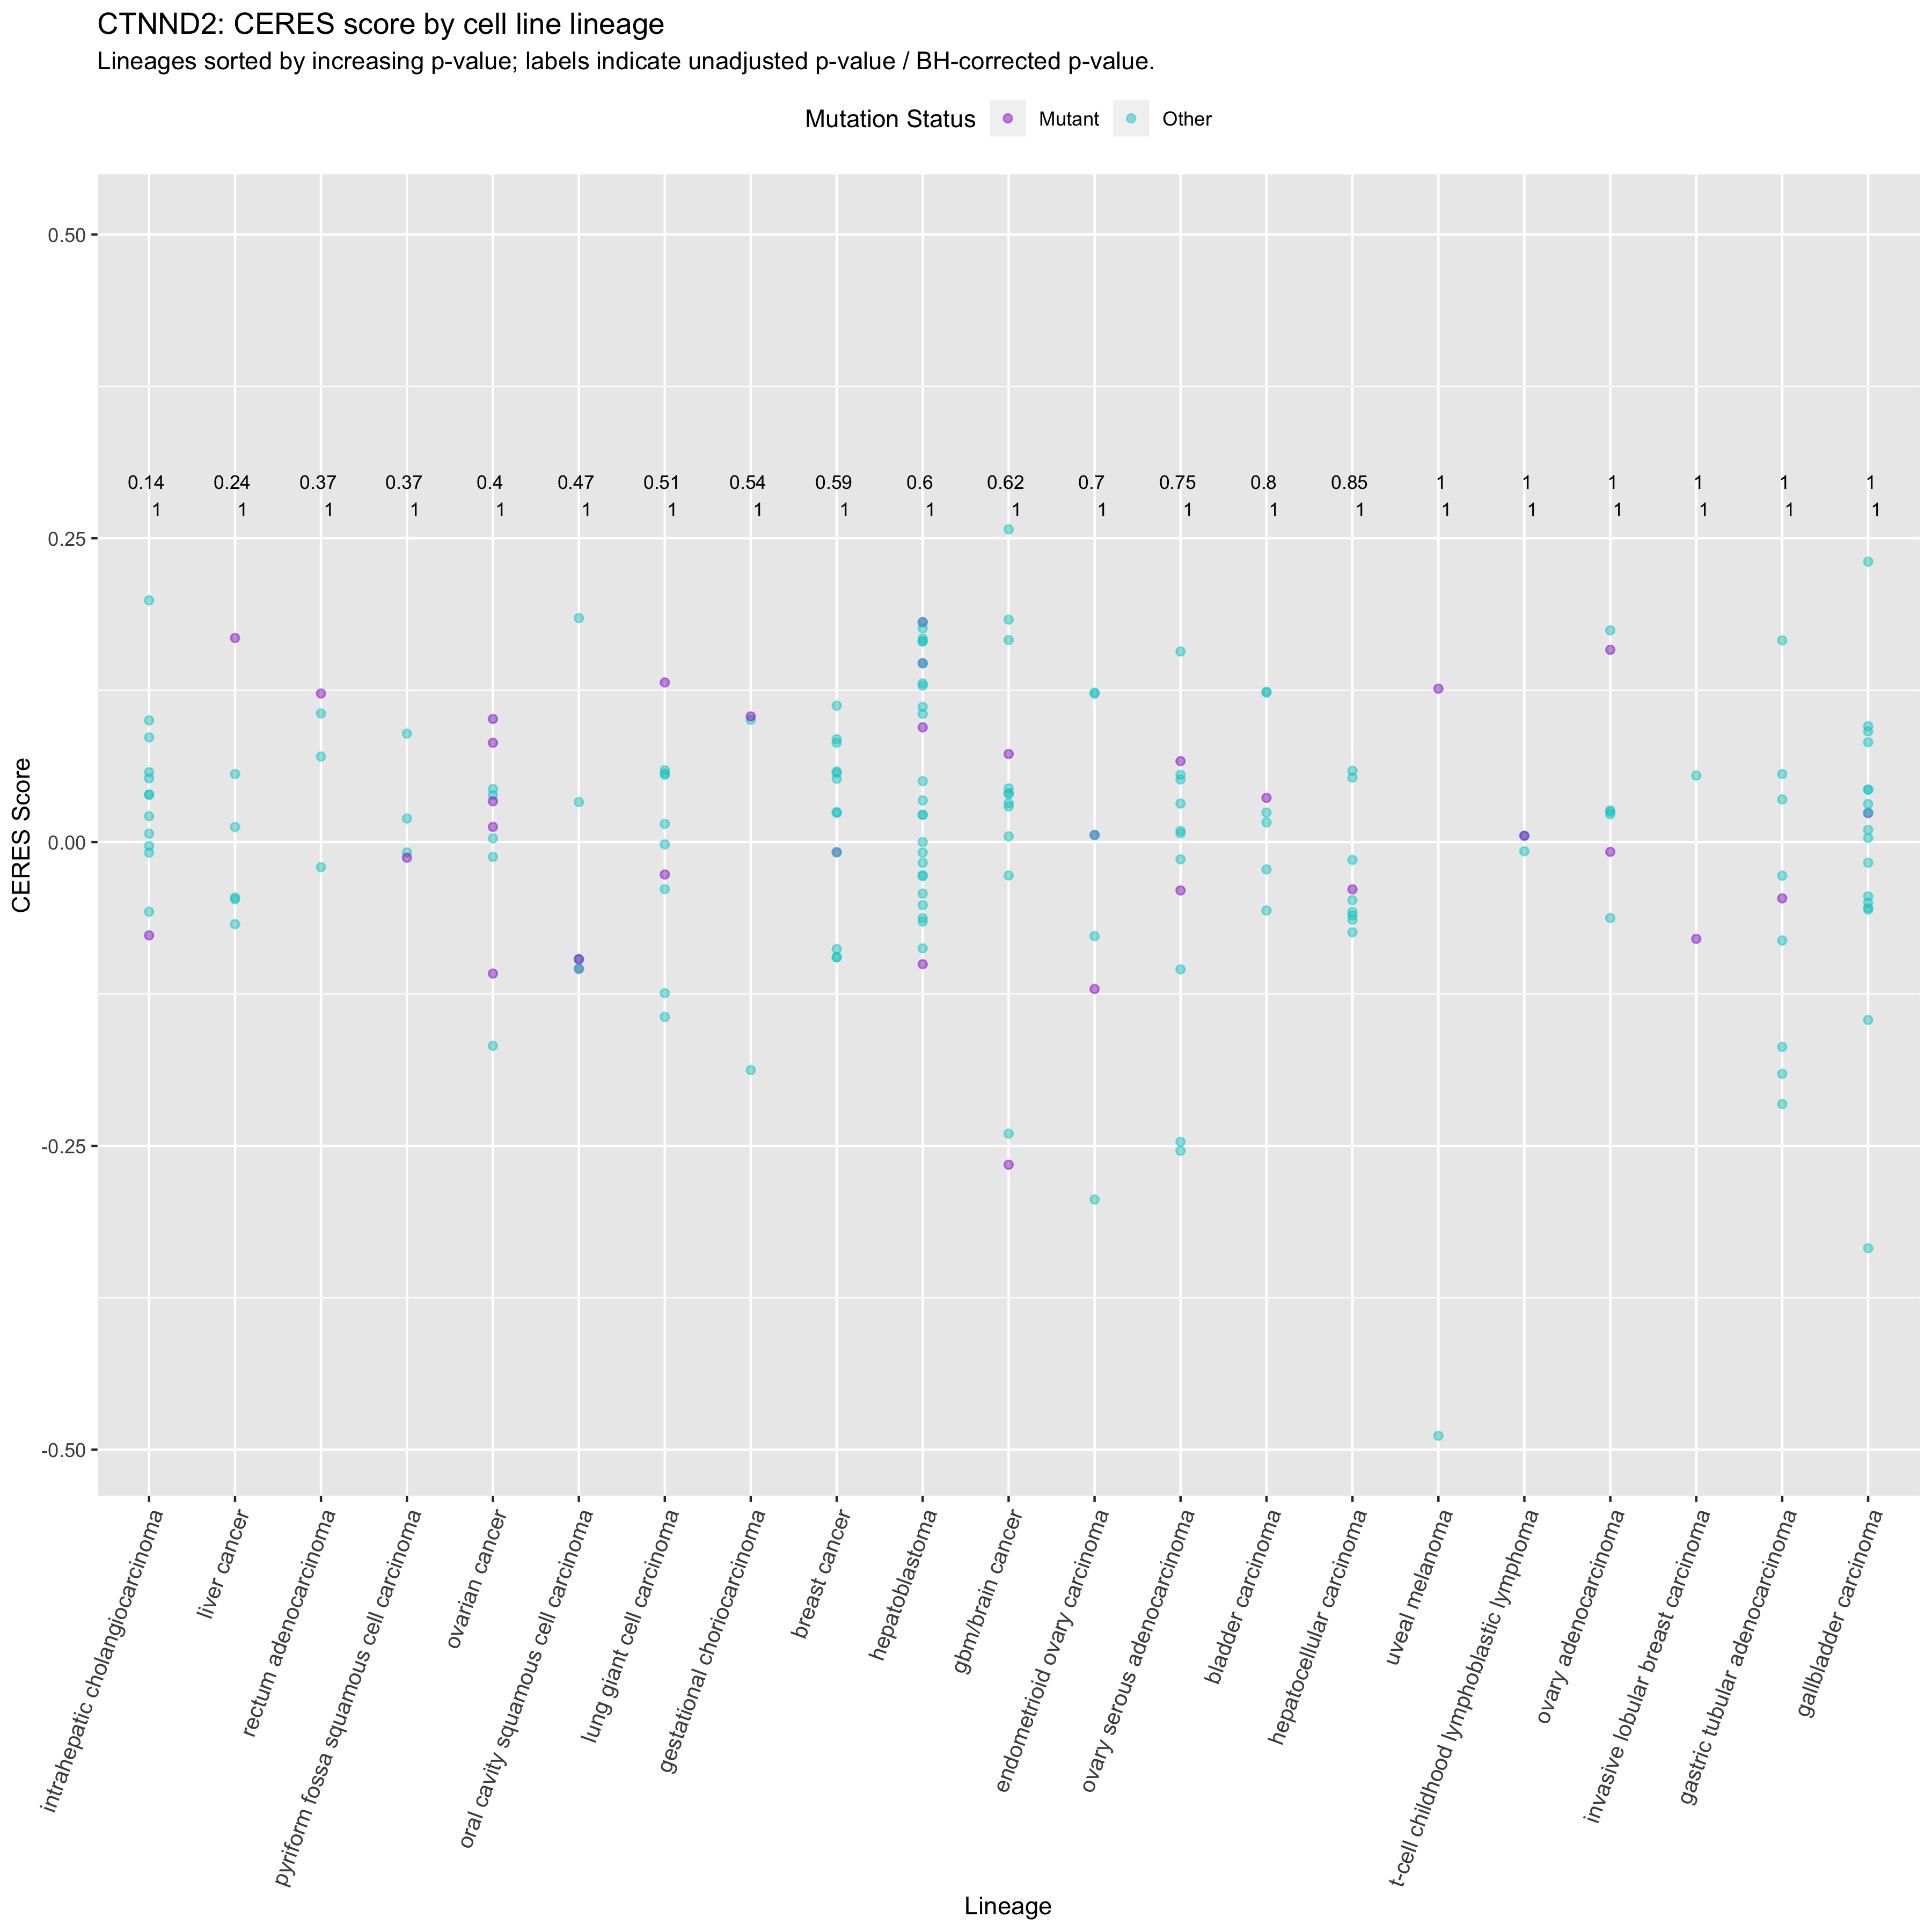 CTNND2: CERES score by cell line lineage
Lineages sorted by increasing p-value; labels indicate unadjusted p-value / BH-corrected p-value.
Mutation Status Mutant Other
0.50
0.14 0.24 0.37 0.37 0.4 0.47 0.51 0.54 0.59 0.6 0.62 0.7 0.75 0.8 0.85 1 1 1 1 1 1
1 1 1 1 1 1 1 1 1 1 1 1 1 1 1 1 1 1 1 1 1
0.25
0.00
-0.25
-0.50
CERES Score
intrahepatic cholangiocarcinoma
liver cancer
rectum adenocarcinoma
pyriform fossa squamous cell carcinoma
ovarian cancer
oral cavity squamous cell carcinoma
lung giant cell carcinoma
gestational choriocarcinoma
breast cancer
hepatoblastoma
gbm/brain cancer
endometrioid ovary carcinoma
ovary serous adenocarcinoma
bladder carcinoma
hepatocellular carcinoma
uveal melanoma
t-cell childhood lymphoblastic lymphoma
ovary adenocarcinoma
invasive lobular breast carcinoma
gastric tubular adenocarcinoma
gallbladder carcinoma
Lineage